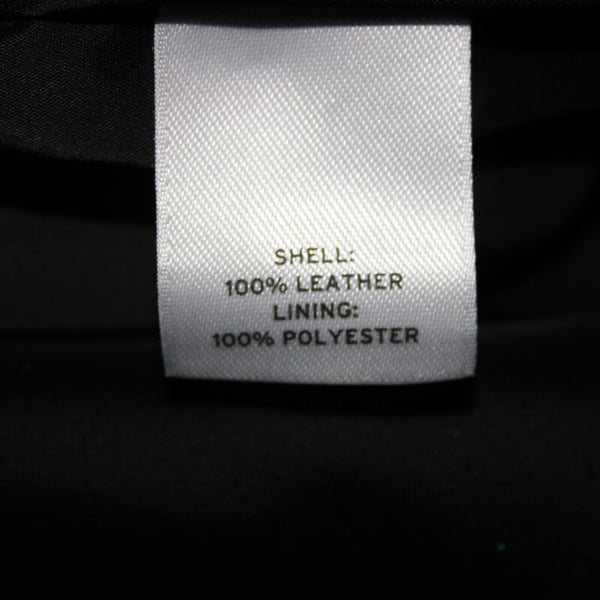 SHELL:
100% LEATHER
LINING:
100% POLYESTER